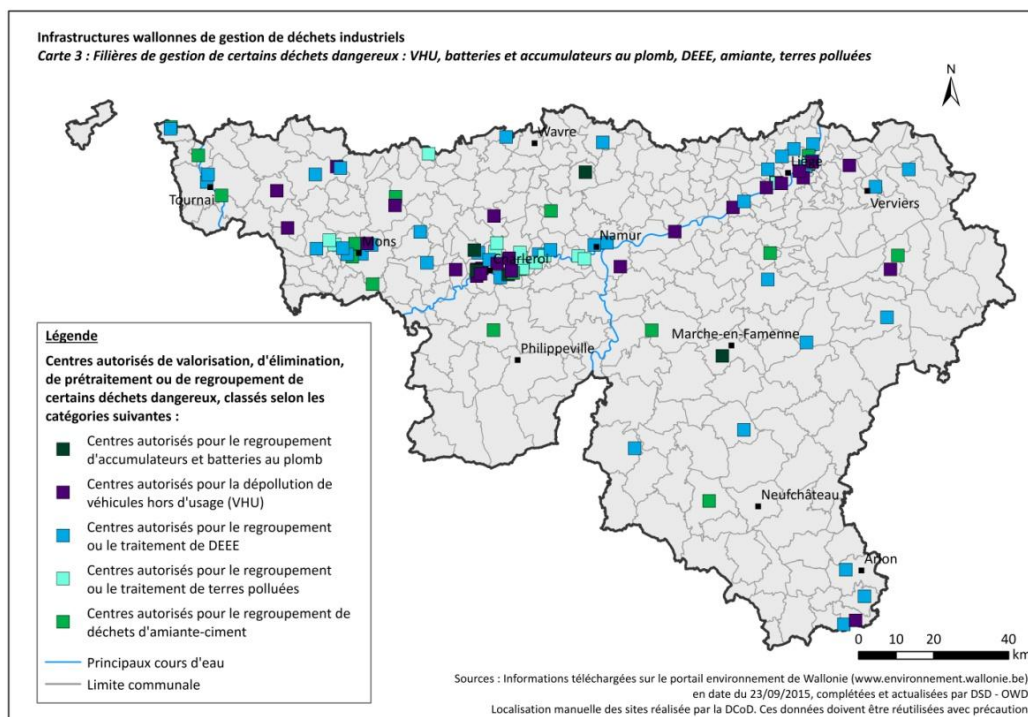 Infrastructures wallonnes de gestion de déchets industriels
Carte 3 : Filières de gestion de certains déchets dangereux : VHU, batteries et accumulateurs au plomb, DEEE, amiante, terres polluées
N
Wavre
Liège
Tournai
Verviers
Mons
Namur
Charleroi
Marche-en-Famenne
Philippeville
Neufchâteau
Arlon
Légende
Centres autorisés de valorisation, d'élimination,
de prétraitement ou de regroupement de
certains déchets dangereux, classés selon les
catégories suivantes :
Centres autorisés pour le regroupement
d'accumulateurs et batteries au plomb
Centres autorisés pour la dépollution de
véhicules hors d'usage (VHU)
Centres autorisés pour le regroupement
ou le traitement de DEEE
Centres autorisés pour le regroupement
ou le traitement de terres polluées
Centres autorisés pour le regroupement de
déchets d'amiante-ciment
Principaux cours d'eau
Limite communale
0 10 20 40
km
Sources : Informations téléchargées sur le portail environnement de Wallonie (www.environnement.wallonie.be)
en date du 23/09/2015, complétées et actualisées par DSD - OWD
Localisation manuelle des sites réalisée par la DCoD. Ces données doivent être réutilisées avec précaution